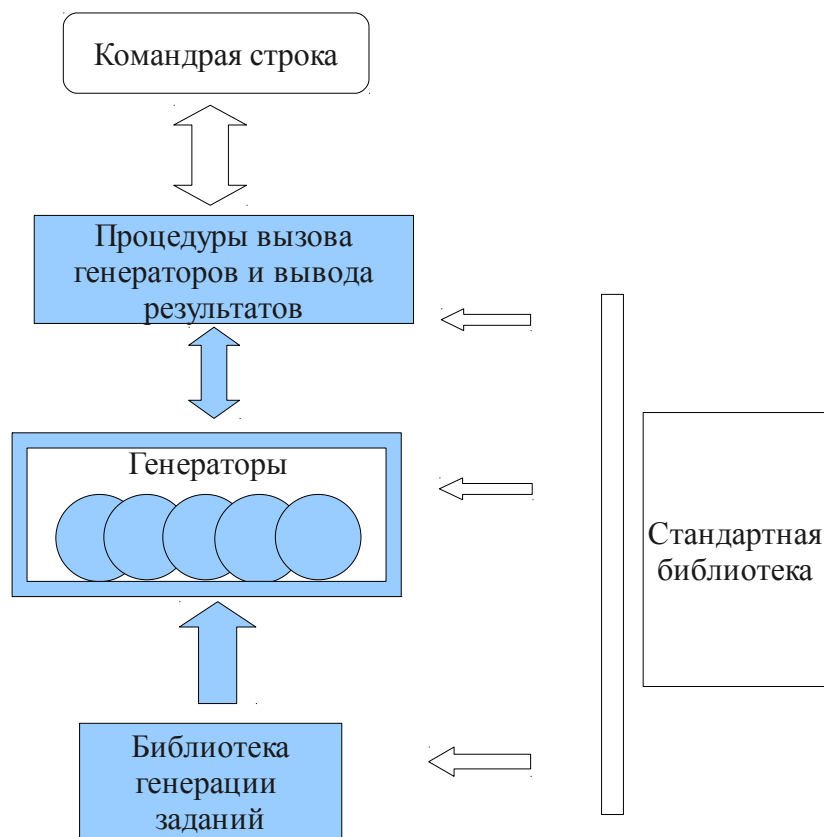 Командрая строка
Процедуры вызова
генераторов и вывода
результатов
Генераторы
Стандартная
библиотека
Библиотека
генерации
заданий